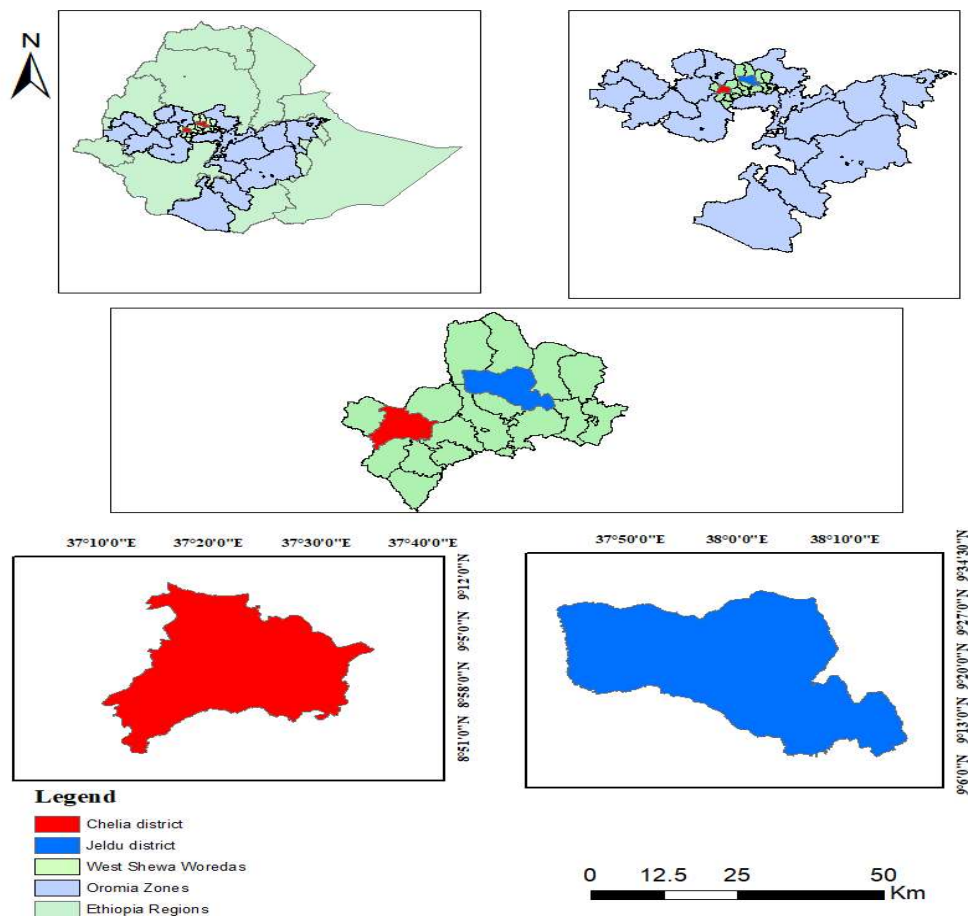 N
37°10'0"E 37°20'0"E 37°30'0"E 37°40'0"E
9°12'0"N
9°5'0"N
8°58'0"N
8°51'0"N
37°50'0"E 38°0'0"E 38°10'0"E
9°34'30"N
9°27'0"N
9°20'0"N
9°13'0"N
9°6'0"N
Legend
Chelia district
Jeldu district
West Shewa Woredas
Oromia Zones
Ethiopia Regions
0 12.5 25 50
Km